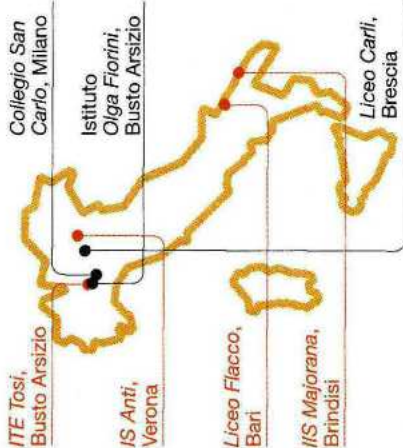 ITE Tosi,
Busto Arsizio
IS Anti,
Verona
Liceo Flacco,
Bari
IIS Majorana,
Brindisi
Collegio San
Carlo, Milano
Istituto
Olga Fiorini,
Busto Arsizio
Liceo Carli,
Brescia